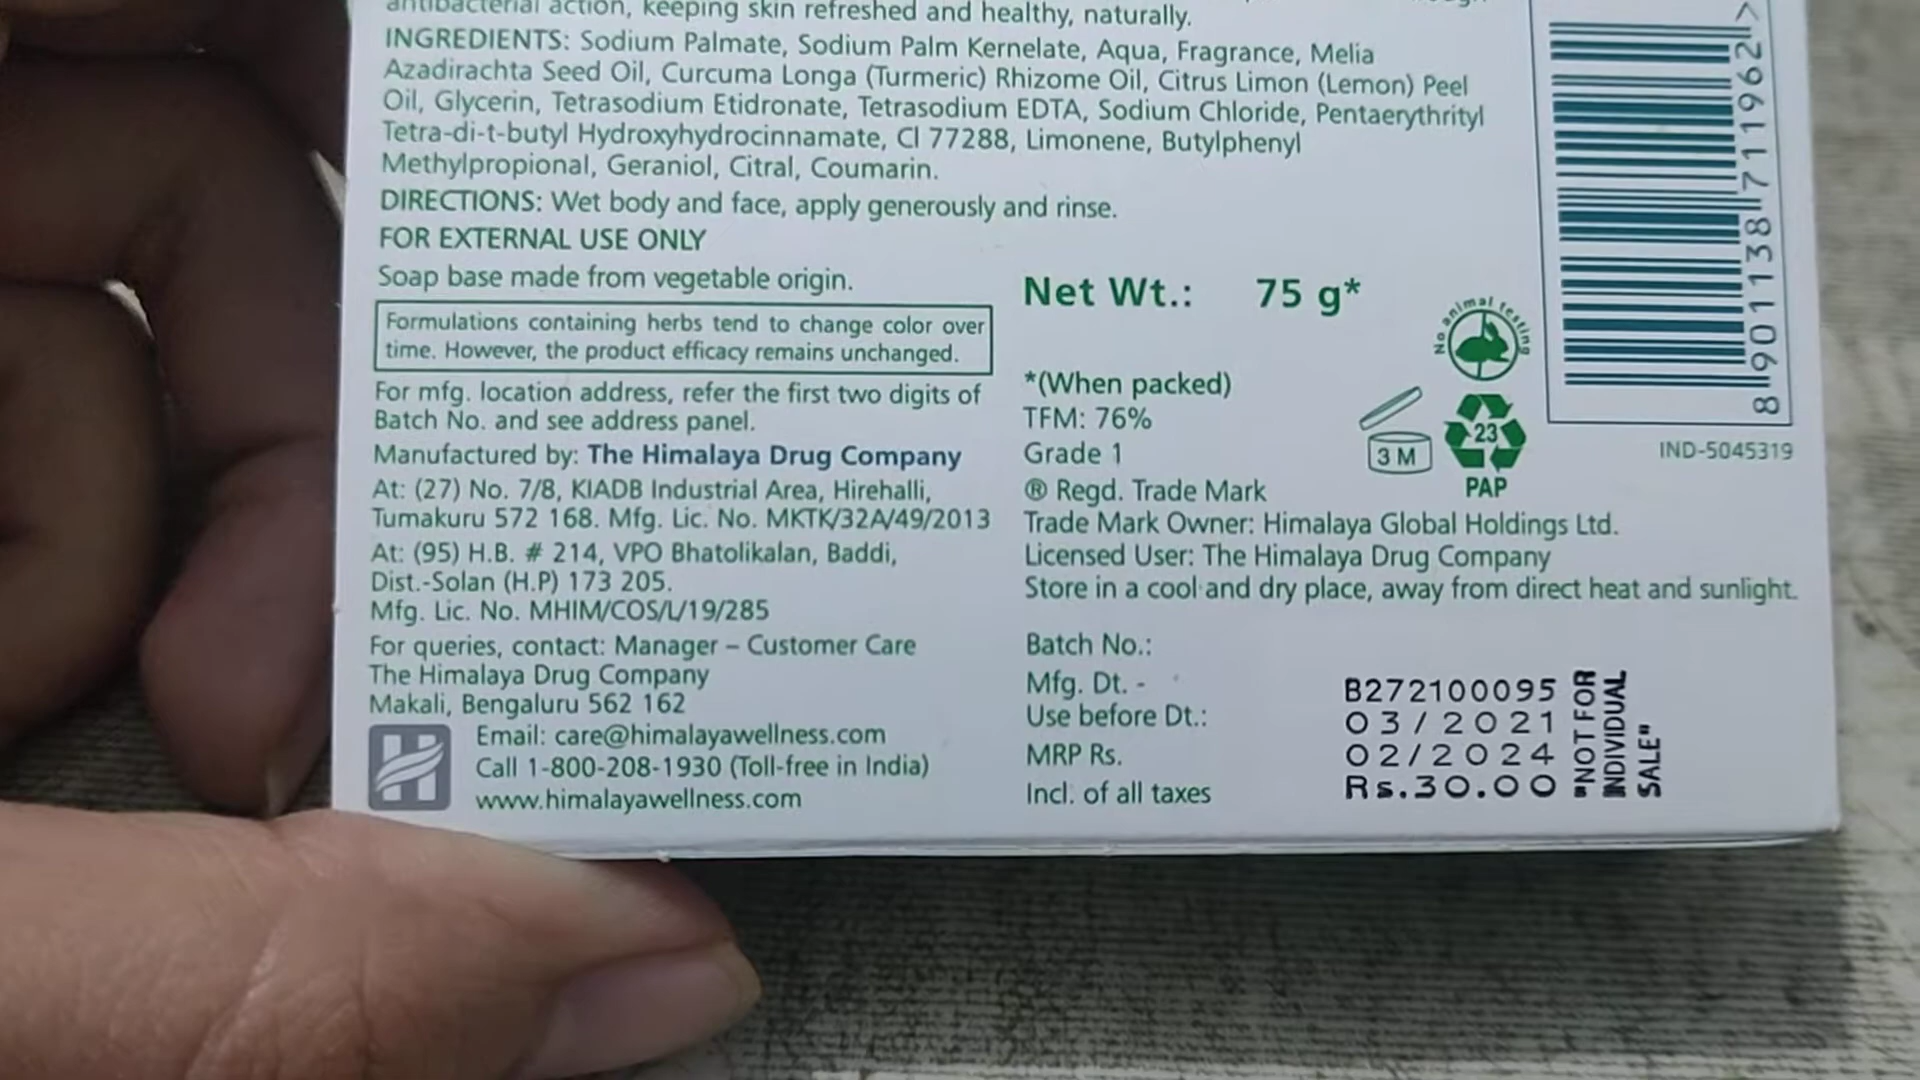 antibacterial action, keeping skin refreshed and healthy, naturally.
INGREDIENTS: Sodium Palmate, Sodium Palm Kernelate, Aqua, Fragrance, Melia
Azadirachta Seed Oil, Curcuma Longa (Turmeric) Rhizome Oil, Citrus Limon (Lemon) Peel
Oil, Glycerin, Tetrasodium Etidronate, Tetrasodium EDTA, Sodium Chloride, Pentaerythrityl
Tetra-di-t-butyl Hydroxyhydrocinnamate, CI 77288, Limonene, Butylphenyl
Methylpropional, Geraniol, Citral, Coumarin.
DIRECTIONS: Wet body and face, apply generously and rinse.
FOR EXTERNAL USE ONLY
Soap base made from vegetable origin.
Formulations containing herbs tend to change color over
time. However, the product efficacy remains unchanged.
For mfg. location address, refer the first two digits of
Batch No. and see address panel.
Manufactured by: The Himalaya Drug Company
At: (27) No. 7/8, KIADB Industrial Area, Hirehalli,
Tumakuru 572 168. Mfg. Lic. No. MKTK/32A/49/2013
At: (95) H.B. # 214, VPO Bhatolikalan, Baddi,
Dist.-Solan (H.P) 173 205.
Mfg. Lic. No. MHIM/COS/L/19/285
For queries, contact: Manager – Customer Care
The Himalaya Drug Company
Makali, Bengaluru 562 162
Email: care@himalayawellness.com
Call 1-800-208-1930 (Toll-free in India)
www.himalayawellness.com
Net Wt.: 75 g*
*(When packed)
TFM: 76%
Grade 1
® Regd. Trade Mark
Trade Mark Owner: Himalaya Global Holdings Ltd.
Licensed User: The Himalaya Drug Company
Store in a cool and dry place, away from direct heat and sunlight.
No animal testing
3 M
23
PAP
8 901138 711962 >
IND-5045319
Batch No.: B272100095
Mfg. Dt. - 03/2021
Use before Dt.: 02/2024
MRP Rs. Rs.30.00
Incl. of all taxes
"NOT FOR
INDIVIDUAL
SALE"